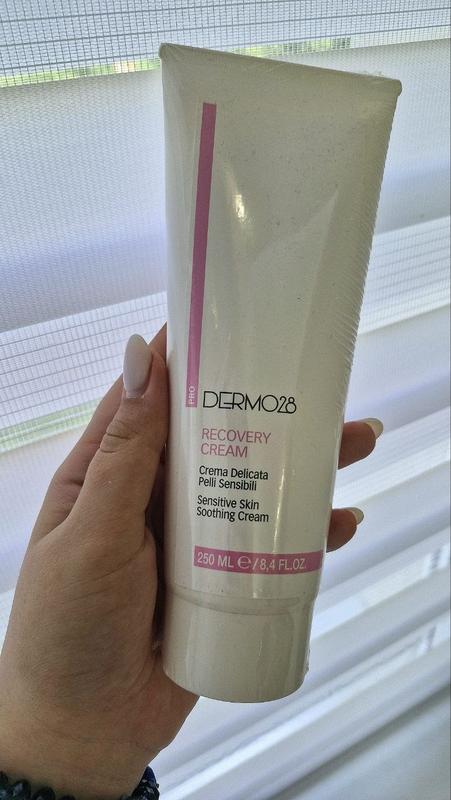 PRO
DERMO28
RECOVERY
CREAM
Crema Delicata
Pelli Sensibili
Sensitive Skin
Soothing Cream
250 ML ℮ / 8,4 FL.OZ.